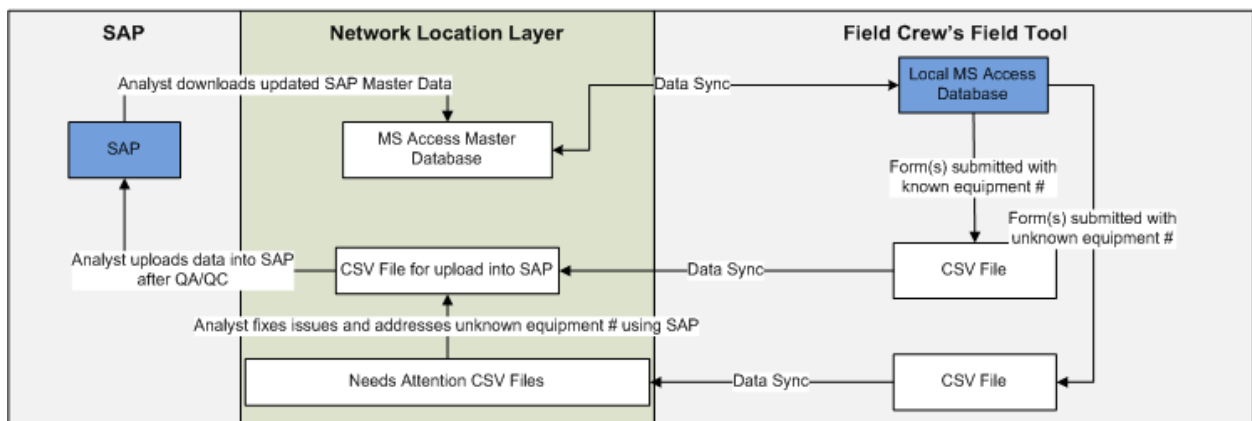 SAP
Network Location Layer
Field Crew's Field Tool
Analyst downloads updated SAP Master Data
Data Sync
Local MS Access
Database
SAP
MS Access Master
Database
Form(s) submitted with
known equipment #
Form(s) submitted with
unknown equipment #
Analyst uploads data into SAP
after QA/QC
CSV File for upload into SAP
Data Sync
CSV File
Analyst fixes issues and addresses unknown equipment # using SAP
Needs Attention CSV Files
Data Sync
CSV File